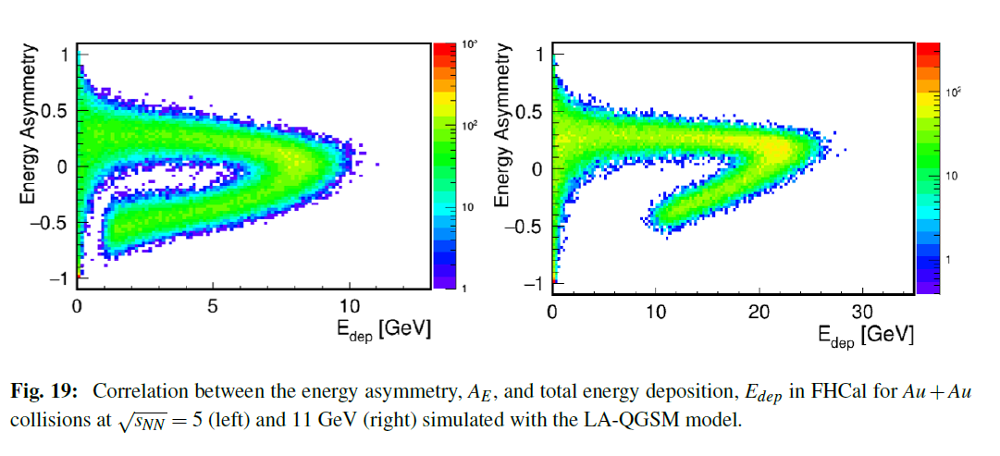 Energy Asymmetry
1
0.5
0
−0.5
−1
0 5 10
E_dep [GeV]
10³
10²
10
1
Energy Asymmetry
1
0.5
0
−0.5
−1
0 10 20 30
E_dep [GeV]
10²
10
1
Fig. 19: Correlation between the energy asymmetry, A_E, and total energy deposition, E_dep in FHCal for Au+Au
collisions at √s_NN = 5 (left) and 11 GeV (right) simulated with the LA-QGSM model.